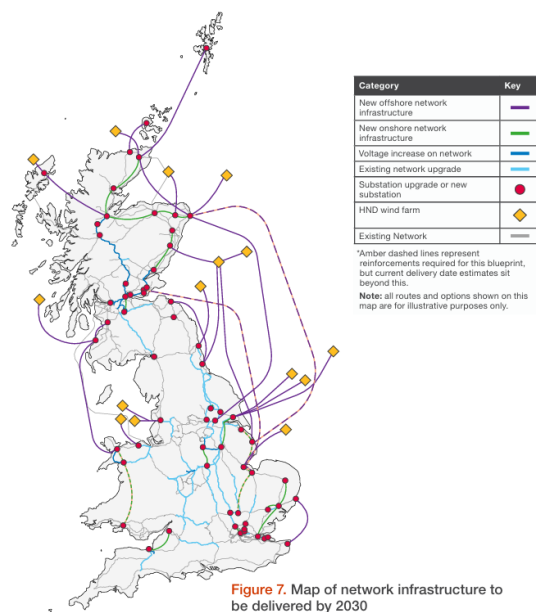 Category Key
New offshore network
infrastructure
New onshore network
infrastructure
Voltage increase on network
Existing network upgrade
Substation upgrade or new
substation
HND wind farm
Existing Network
*Amber dashed lines represent
reinforcements required for this blueprint,
but current delivery date estimates sit
beyond this.
Note: all routes and options shown on this
map are for illustrative purposes only.
Figure 7. Map of network infrastructure to
be delivered by 2030